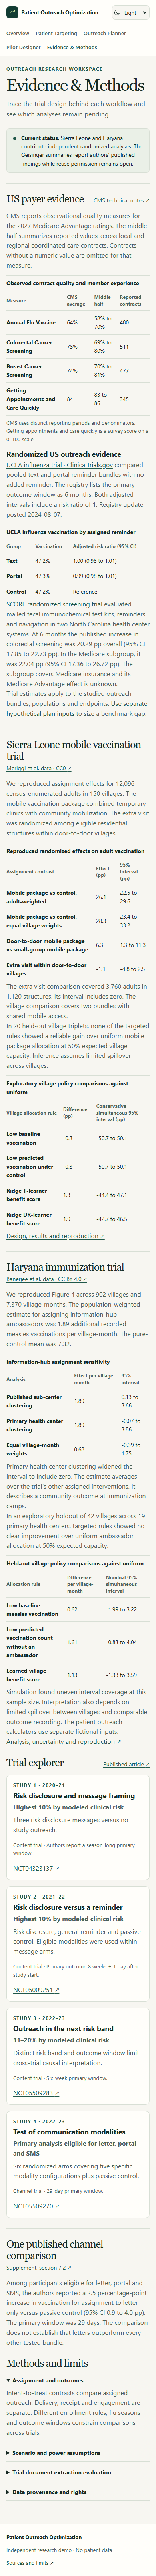 Patient Outreach Optimization
Light
Overview
Patient Targeting
Outreach Planner
Pilot Designer
Evidence & Methods
OUTREACH RESEARCH WORKSPACE
Evidence & Methods
Trace the trial design behind each workflow and
see which analyses remain pending.
Current status. Sierra Leone and Haryana
contribute independent randomized analyses. The
Geisinger summary reports authors' published
findings while reuse permission remains open.
US payer evidence
CMS technical notes ↗
CMS reports observational quality measures for
the 2027 Medicare Advantage ratings. The middle
half summarizes reported values across local and
regional coordinated care contracts. Contracts
without a numeric value are omitted for that
measure.
Observed contract quality and member experience
Measure
CMS average
Middle half
Reported contracts
Annual Flu Vaccine
64%
58% to 70%
480
Colorectal Cancer Screening
73%
69% to 80%
511
Breast Cancer Screening
74%
70% to 81%
477
Getting Appointments and Care Quickly
84
83 to 86
345
CMS uses distinct reporting periods and denominators.
Getting appointments and care quickly is a survey score on a
0–100 scale.
Randomized US outreach evidence
UCLA influenza trial · ClinicalTrials.gov compared
pooled text and portal reminder bundles with no
added reminder. The registry lists the primary
outcome window as 6 months. Both adjusted
intervals include a risk ratio of 1. Registry update
posted 2024-08-07.
UCLA influenza vaccination by assigned reminder
Group
Vaccination
Adjusted risk ratio (95% CI)
Text
47.2%
1.00 (0.98 to 1.01)
Portal
47.3%
0.99 (0.98 to 1.01)
Control
47.2%
Reference
SCORE randomized screening trial evaluated
mailed fecal immunochemical test kits, reminders
and navigation in two North Carolina health center
systems. At 6 months the published increase in
colorectal screening was 20.29 pp overall (95% CI
17.85 to 22.73 pp). In the Medicare subgroup, it
was 22.04 pp (95% CI 17.36 to 26.72 pp). The
subgroup covers Medicare insurance and its
Medicare Advantage effect is unknown.
Trial estimates apply to the studied outreach
bundles, populations and endpoints. Use separate
hypothetical plan inputs to size a benchmark gap.
Sierra Leone mobile vaccination
trial
Meriggi et al. data · CC0 ↗
We reproduced assignment effects for 12,096
census-enumerated adults in 150 villages. The
mobile vaccination package combined temporary
clinics with community mobilization. The extra visit
was randomized among eligible residential
structures within door-to-door villages.
Reproduced randomized effects on adult vaccination
Assignment contrast
Effect (pp)
95% interval (pp)
Mobile package vs control, adult-weighted
26.1
22.5 to 29.6
Mobile package vs control, equal village weights
28.3
23.4 to 33.2
Door-to-door mobile package vs small-group mobile package
6.3
1.3 to 11.3
Extra visit within door-to-door villages
-1.1
-4.8 to 2.5
The extra visit comparison covered 3,760 adults in
1,120 structures. Its interval includes zero. The
village comparison covers two bundles with
shared mobile access.
In 20 held-out village triplets, none of the targeted
rules showed a reliable gain over uniform mobile
package allocation at 50% expected village
capacity. Inference assumes limited spillover
across villages.
Exploratory village policy comparisons against
uniform
Village allocation rule
Difference (pp)
Conservative simultaneous 95% interval (pp)
Low baseline vaccination
-0.3
-50.7 to 50.1
Low predicted vaccination under control
-0.3
-50.7 to 50.1
Ridge T-learner benefit score
1.3
-44.4 to 47.1
Ridge DR-learner benefit score
1.9
-42.7 to 46.5
Design, results and reproduction ↗
Haryana immunization trial
Banerjee et al. data · CC BY 4.0 ↗
We reproduced Figure 4 across 902 villages and
7,370 village-months. The population-weighted
estimate for assigning information-hub
ambassadors was 1.89 additional recorded
measles vaccinations per village-month. The pure-
control mean was 7.32.
Information-hub assignment sensitivity
Analysis
Effect per village-month
95% interval
Published sub-center clustering
1.89
0.13 to 3.66
Primary health center clustering
1.89
-0.07 to 3.86
Equal village-month weights
0.68
-0.39 to 1.75
Primary health center clustering widened the
interval to include zero. The estimate averages
over the trial's other assigned interventions. It
describes a community outcome at immunization
camps.
In an exploratory holdout of 42 villages across 19
primary health centers, targeted rules showed no
clear improvement over uniform ambassador
allocation at 50% expected capacity.
Held-out village policy comparisons against uniform
Allocation rule
Difference per village-month
Nominal 95% simultaneous interval
Low baseline measles vaccination
0.62
-1.99 to 3.22
Low predicted vaccination count without an ambassador
1.61
-0.83 to 4.04
Learned village benefit score
1.13
-1.33 to 3.59
Simulation found uneven interval coverage at this
sample size. Interpretation also depends on
limited spillover between villages and comparable
outcome recording. The patient outreach
calculators use separate fictional inputs.
Analysis, uncertainty and reproduction ↗
Trial explorer
Published article ↗
STUDY 1 · 2020–21
Risk disclosure and message framing
Highest 10% by modeled clinical risk
Three risk disclosure messages versus no
study outreach.
Content trial · Authors report a season-long primary
window.
NCT04323137 ↗
STUDY 2 · 2021–22
Risk disclosure versus a reminder
Highest 10% by modeled clinical risk
Risk disclosure, general reminder and passive
control. Eligible modalities were used within
message arms.
Content trial · Primary outcome 6 weeks + 1 day after
study start.
NCT05009251 ↗
STUDY 3 · 2022–23
Outreach in the next risk band
11–20% by modeled clinical risk
Distinct risk band and outcome window limit
cross-trial causal interpretation.
Content trial · Six-week primary window.
NCT05509283 ↗
STUDY 4 · 2022–23
Test of communication modalities
Primary analysis eligible for letter, portal
and SMS
Six randomized arms covering five specific
modality configurations plus passive control.
Channel trial · 29-day primary window.
NCT05509270 ↗
One published channel
comparison
Supplement, section 7.2 ↗
Among participants eligible for letter, portal and
SMS, the authors reported a 2.5 percentage-point
increase in vaccination for assignment to letter
only versus passive control (95% CI 0.9 to 4.0 pp).
The primary window was 29 days. The comparison
does not establish that letters outperform every
other tested bundle.
Methods and limits
Assignment and outcomes
Intent-to-treat contrasts compare assigned
outreach. Delivery, receipt and engagement are
separate. Different enrollment rules, flu seasons
and outcome windows constrain comparisons
across trials.
Scenario and power assumptions
Trial document extraction evaluation
Data provenance and rights
Patient Outreach Optimization
Independent research demo · No patient data
Sources and limits ↗